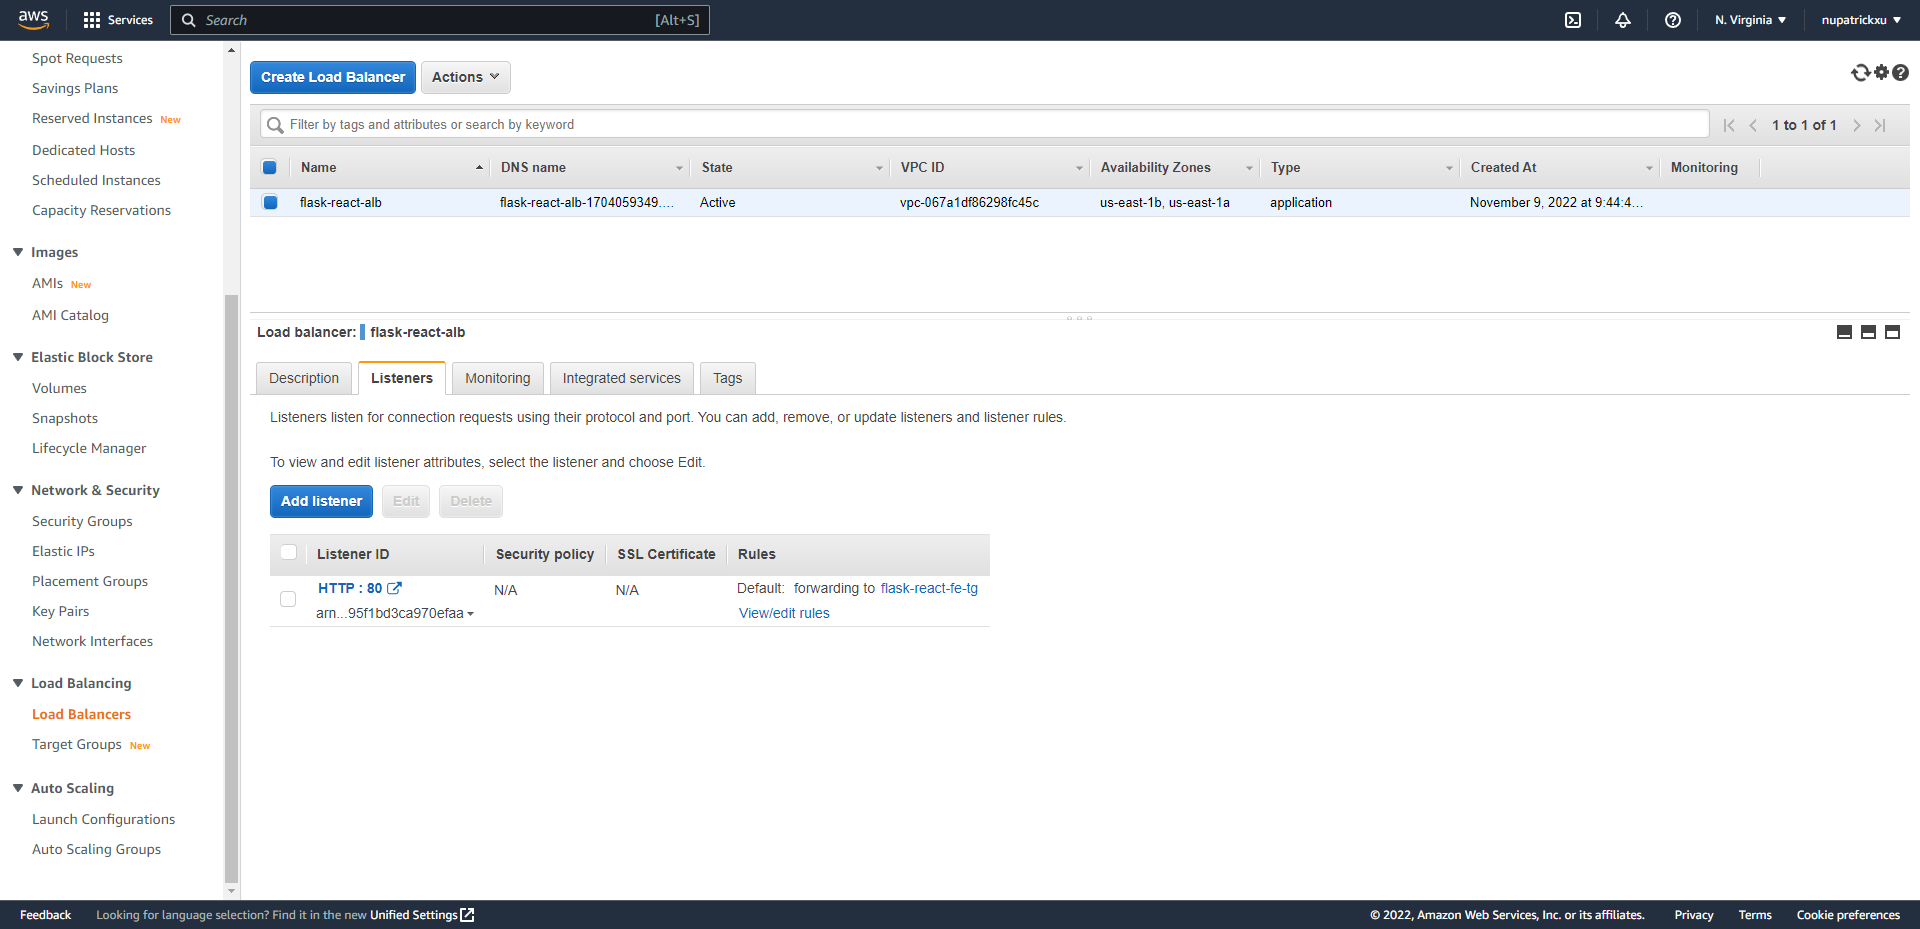 aws
Services
Search
[Alt+S]
N. Virginia
nupatrickxu
Spot Requests
Savings Plans
Reserved Instances New
Dedicated Hosts
Scheduled Instances
Capacity Reservations
Images
AMIs New
AMI Catalog
Elastic Block Store
Volumes
Snapshots
Lifecycle Manager
Network & Security
Security Groups
Elastic IPs
Placement Groups
Key Pairs
Network Interfaces
Load Balancing
Load Balancers
Target Groups New
Auto Scaling
Launch Configurations
Auto Scaling Groups
Create Load Balancer
Actions
Filter by tags and attributes or search by keyword
1 to 1 of 1
Name DNS name State VPC ID Availability Zones Type Created At Monitoring
flask-react-alb flask-react-alb-1704059349.... Active vpc-067a1df86298fc45c us-east-1b, us-east-1a application November 9, 2022 at 9:44:4...
Load balancer: flask-react-alb
Description Listeners Monitoring Integrated services Tags
Listeners listen for connection requests using their protocol and port. You can add, remove, or update listeners and listener rules.
To view and edit listener attributes, select the listener and choose Edit.
Add listener Edit Delete
Listener ID Security policy SSL Certificate Rules
HTTP : 80 N/A N/A Default: forwarding to flask-react-fe-tg
arn...95f1bd3ca970efaa View/edit rules
Feedback Looking for language selection? Find it in the new Unified Settings © 2022, Amazon Web Services, Inc. or its affiliates. Privacy Terms Cookie preferences